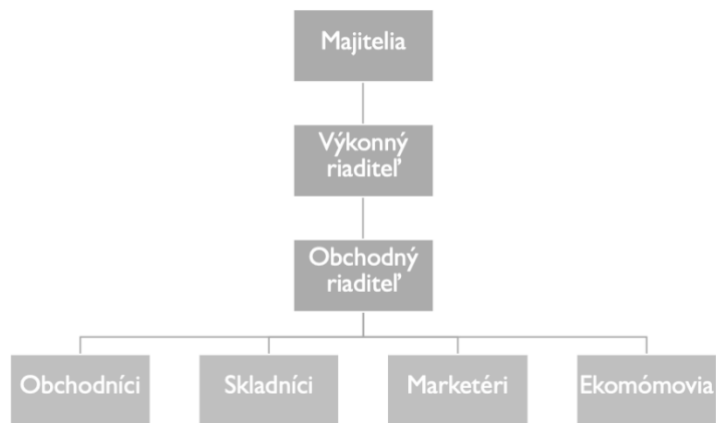 Majitelia
Výkonný
riaditeľ
Obchodný
riaditeľ
Obchodníci
Skladníci
Marketéri
Ekomómovia